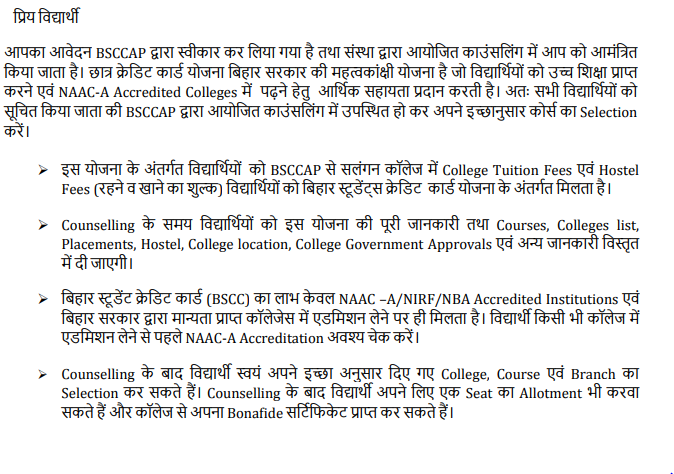 प्रिय विद्यार्थी
आपका आवेदन BSCCAP द्वारा स्वीकार कर लिया गया है तथा संस्था द्वारा आयोजित काउंसलिंग में आप को आमंत्रित
किया जाता है। छात्र क्रेडिट कार्ड योजना बिहार सरकार की महत्वकांक्षी योजना है जो विद्यार्थियों को उच्च शिक्षा प्राप्त
करने एवं NAAC-A Accredited Colleges में पढ़ने हेतु आर्थिक सहायता प्रदान करती है। अतः सभी विद्यार्थियों को
सूचित किया जाता की BSCCAP द्वारा आयोजित काउंसलिंग में उपस्थित हो कर अपने इच्छानुसार कोर्स का Selection
करें।
➢ इस योजना के अंतर्गत विद्यार्थियों को BSCCAP से सलंगन कॉलेज में College Tuition Fees एवं Hostel
Fees (रहने व खाने का शुल्क) विद्यार्थियों को बिहार स्टूडेंट्स क्रेडिट कार्ड योजना के अंतर्गत मिलता है।
➢ Counselling के समय विद्यार्थियों को इस योजना की पूरी जानकारी तथा Courses, Colleges list,
Placements, Hostel, College location, College Government Approvals एवं अन्य जानकारी विस्तृत
में दी जाएगी।
➢ बिहार स्टूडेंट क्रेडिट कार्ड (BSCC) का लाभ केवल NAAC –A/NIRF/NBA Accredited Institutions एवं
बिहार सरकार द्वारा मान्यता प्राप्त कॉलेजेस में एडमिशन लेने पर ही मिलता है। विद्यार्थी किसी भी कॉलेज में
एडमिशन लेने से पहले NAAC-A Accreditation अवश्य चेक करें।
➢ Counselling के बाद विद्यार्थी स्वयं अपने इच्छा अनुसार दिए गए College, Course एवं Branch का
Selection कर सकते हैं। Counselling के बाद विद्यार्थी अपने लिए एक Seat का Allotment भी करवा
सकते हैं और कॉलेज से अपना Bonafide सर्टिफिकेट प्राप्त कर सकते हैं।